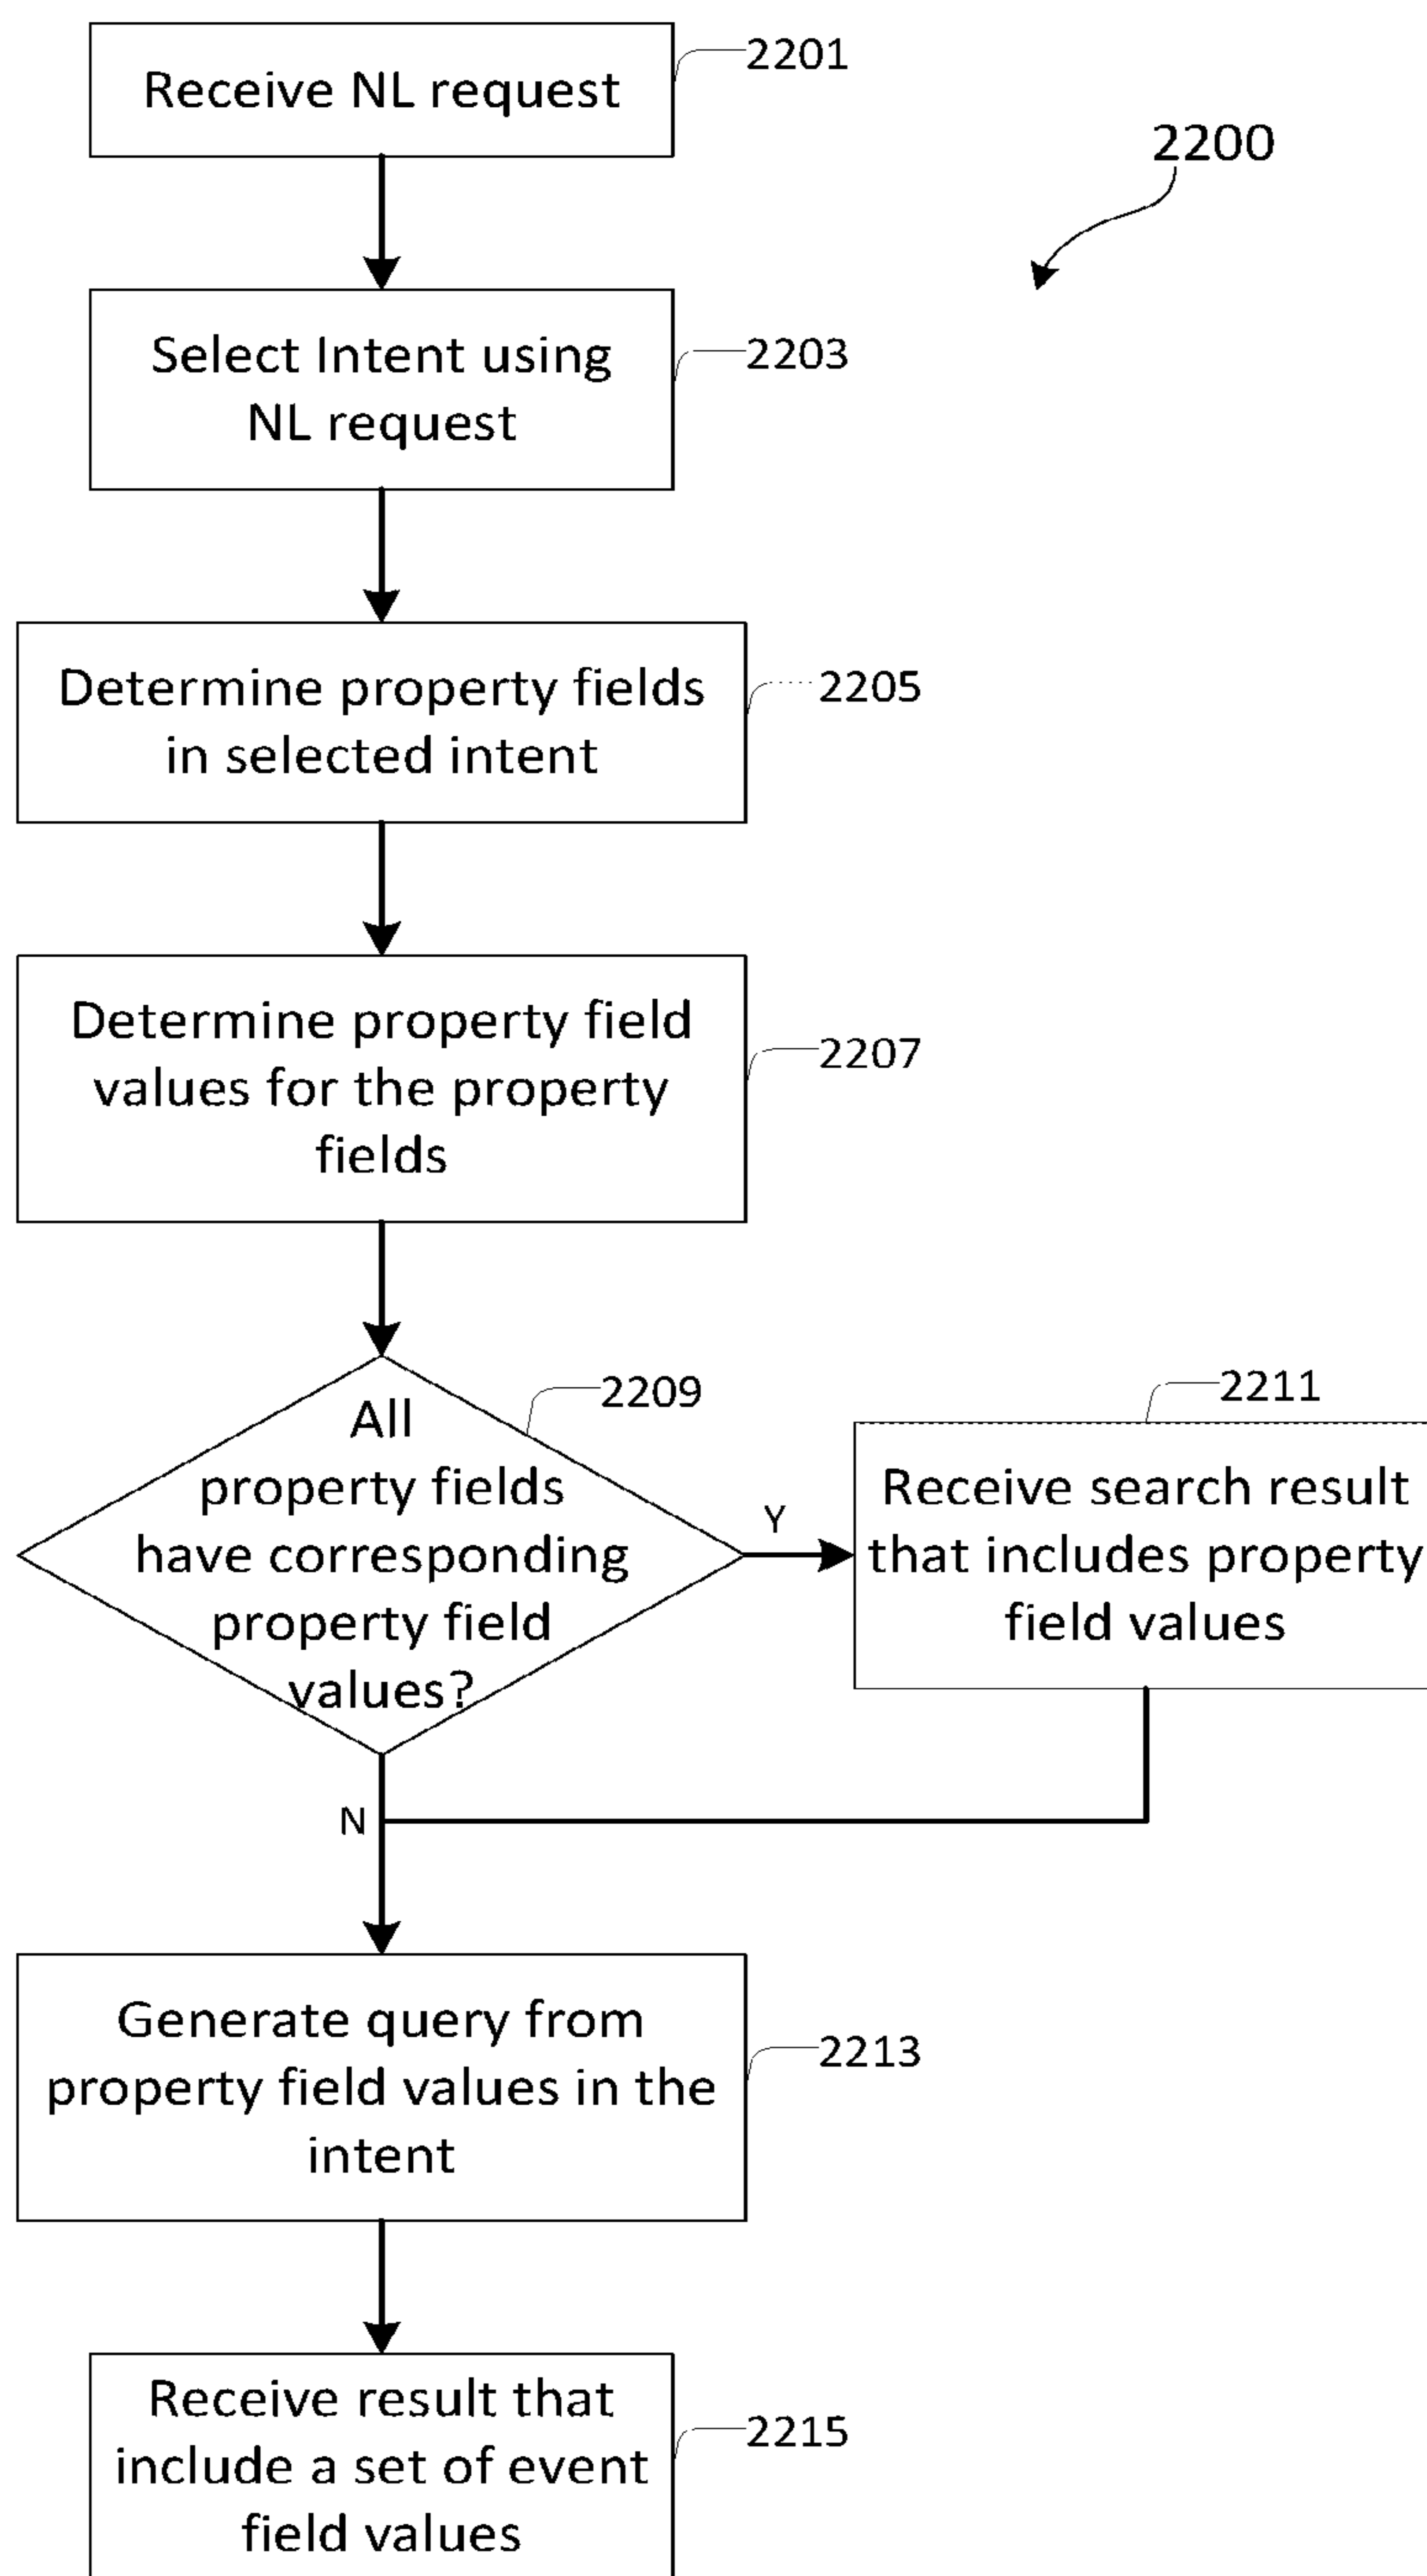 Receive NL request
2201
2200
Select Intent using
NL request
2203
Determine property fields
in selected intent
2205
Determine property field
values for the property
fields
2207
All
property fields
have corresponding
property field
values?
2209
Y
2211
Receive search result
that includes property
field values
N
Generate query from
property field values in the
intent
2213
Receive result that
include a set of event
field values
2215